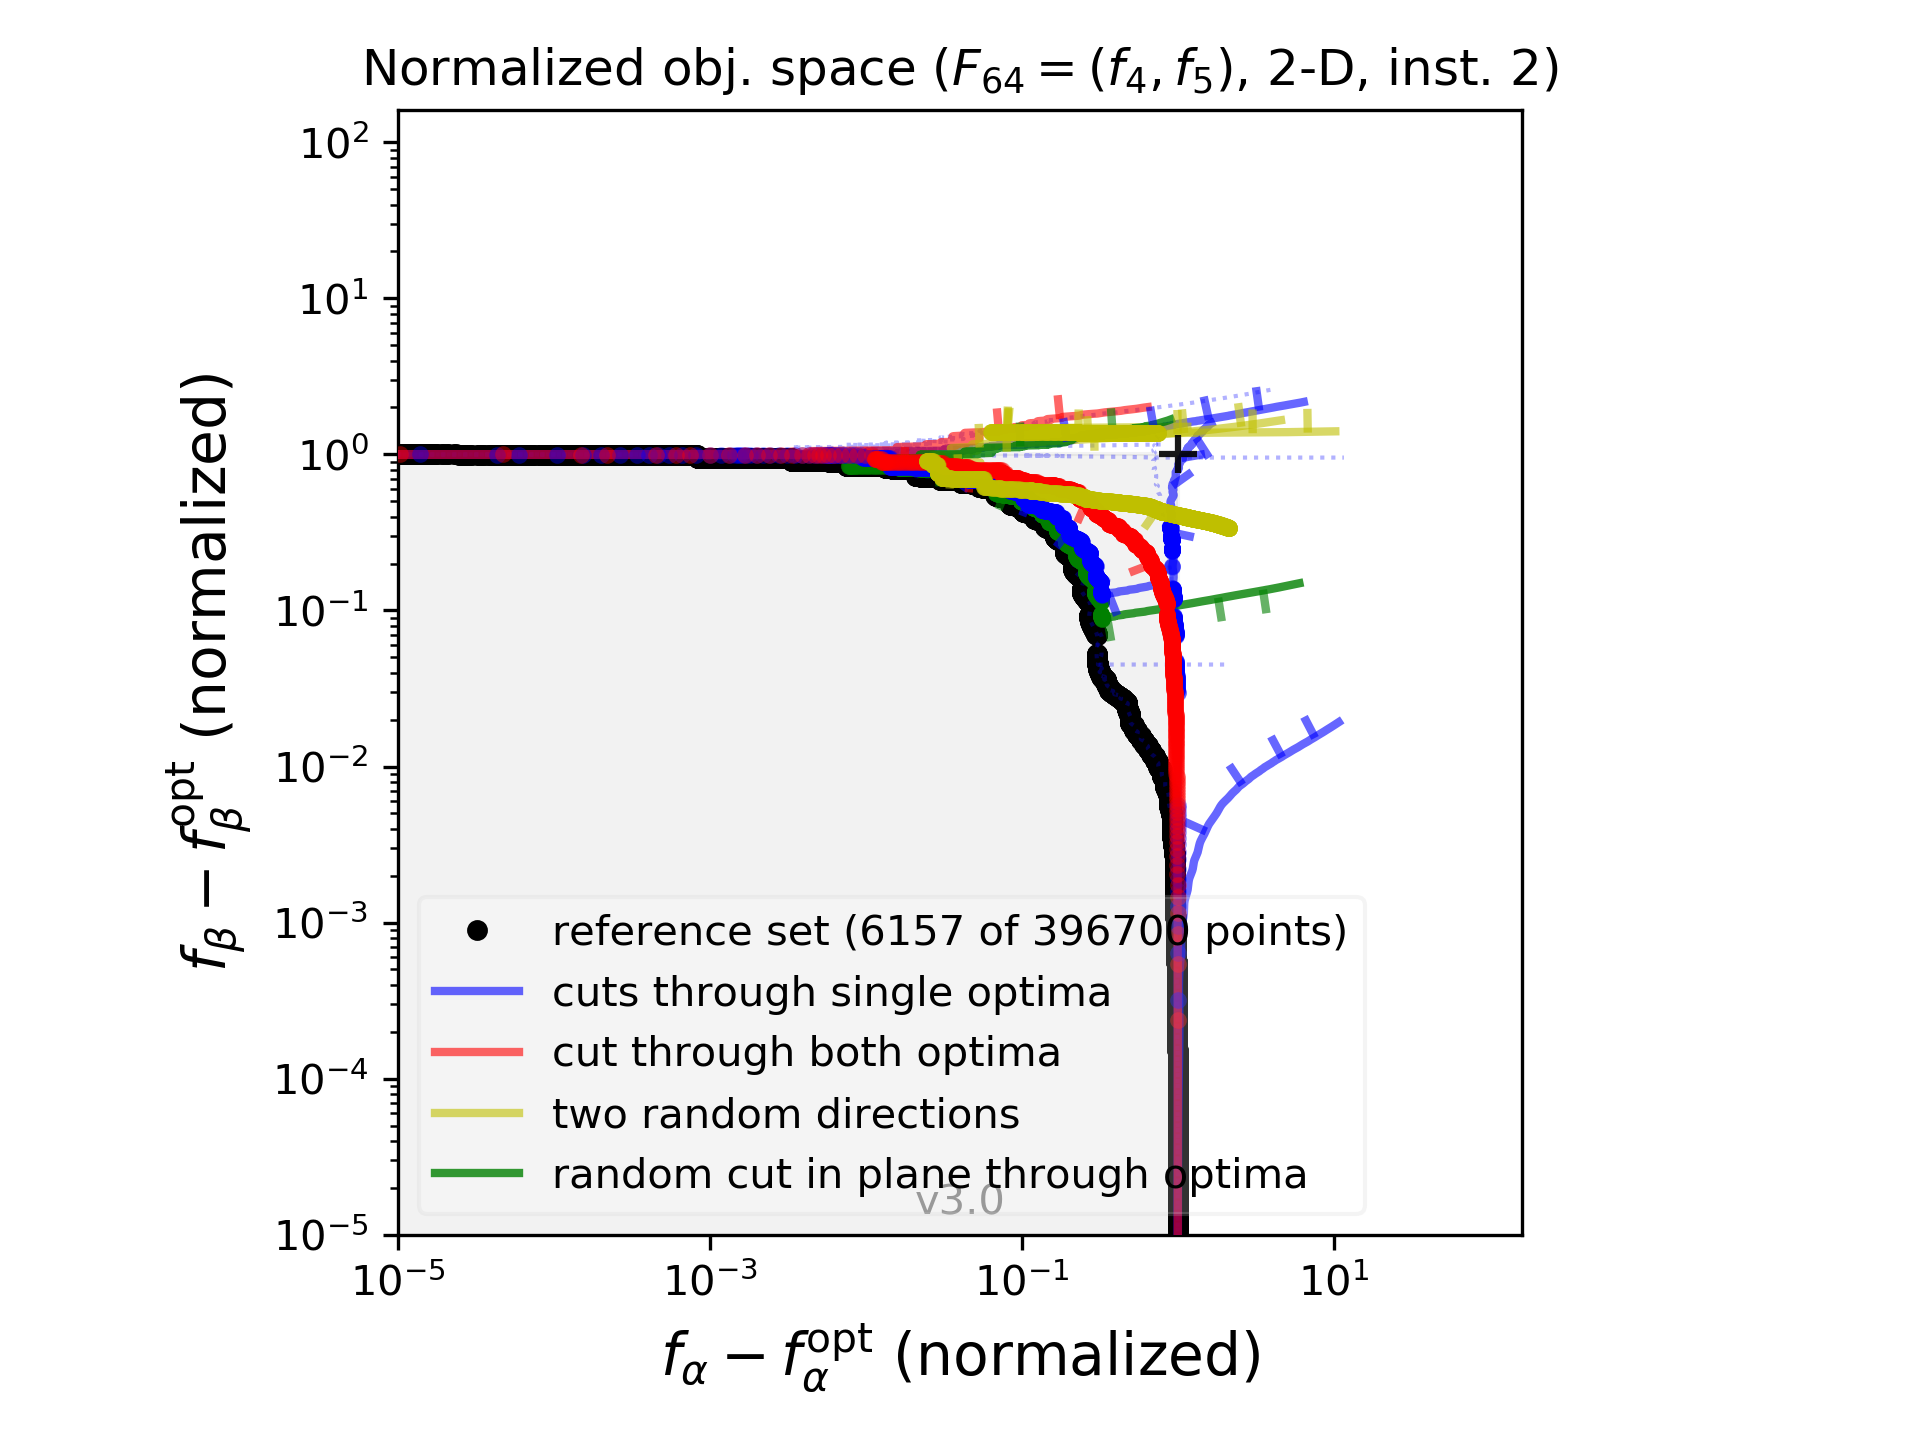 Normalized obj. space (F₆₄ = (f₄, f₅), 2-D, inst. 2)
10²
10¹
10⁰
10⁻¹
10⁻²
10⁻³
10⁻⁴
10⁻⁵
f_β − f_β^opt (normalized)
reference set (6157 of 396700 points)
cuts through single optima
cut through both optima
two random directions
random cut in plane through optima
v3.0
10⁻⁵ 10⁻³ 10⁻¹ 10¹
f_α − f_α^opt (normalized)